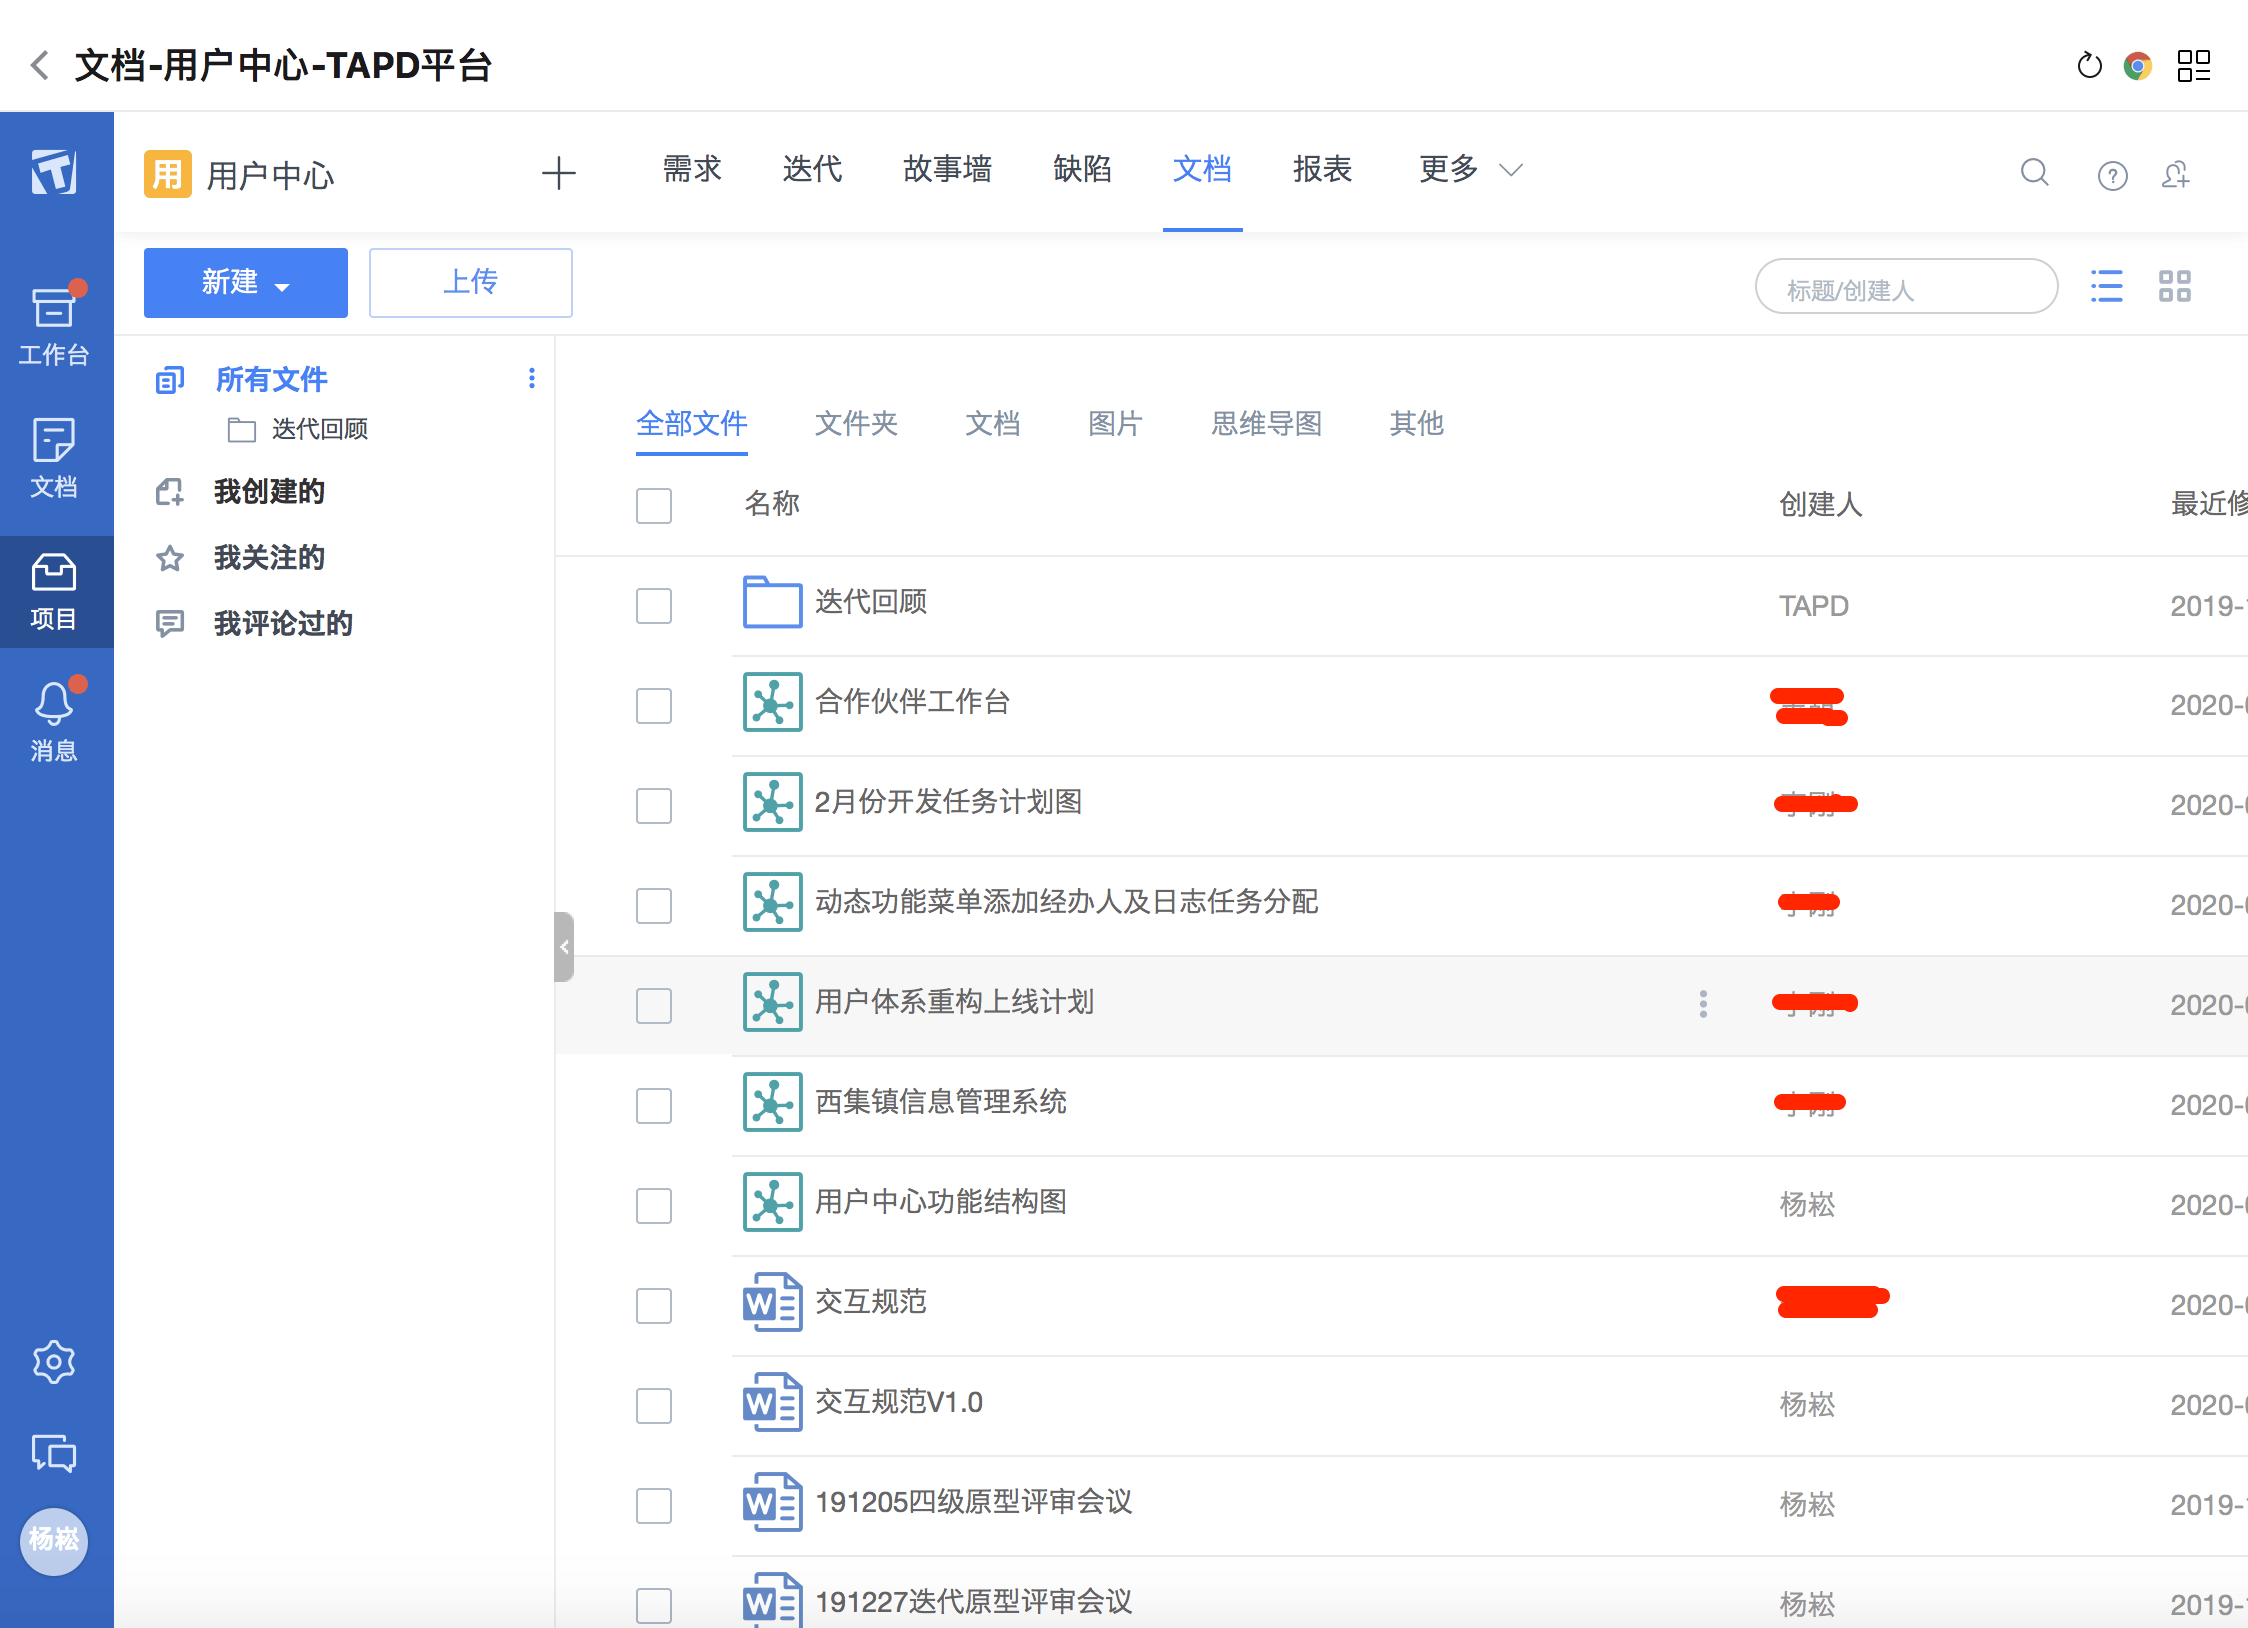 文档-用户中心-TAPD平台
用 用户中心
需求 迭代 故事墙 缺陷 文档 报表 更多
新建 上传 标题/创建人
工作台
文档
项目
消息
杨崧
所有文件
迭代回顾
我创建的
我关注的
我评论过的
全部文件 文件夹 文档 图片 思维导图 其他
名称 创建人 最近修
迭代回顾 TAPD 2019-
合作伙伴工作台 2020-
2月份开发任务计划图 2020-
动态功能菜单添加经办人及日志任务分配 2020-
用户体系重构上线计划 2020-
西集镇信息管理系统 2020-
用户中心功能结构图 杨崧 2020-
W 交互规范 2020-
W 交互规范V1.0 杨崧 2020-
W 191205四级原型评审会议 杨崧 2019-
W 191227迭代原型评审会议 杨崧 2019-